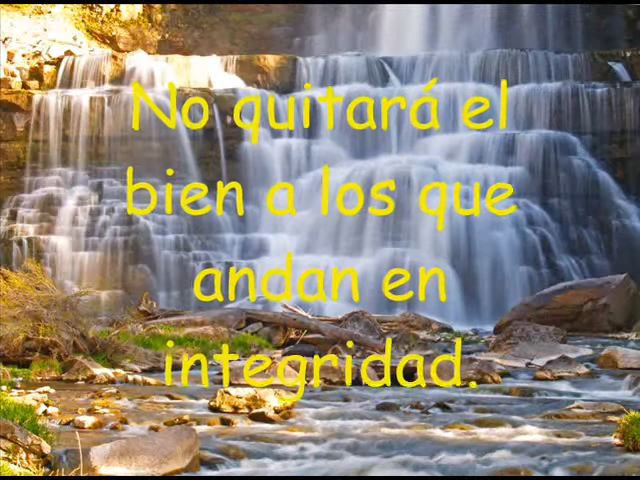 No quitará el
bien a los que
andan en
integridad.